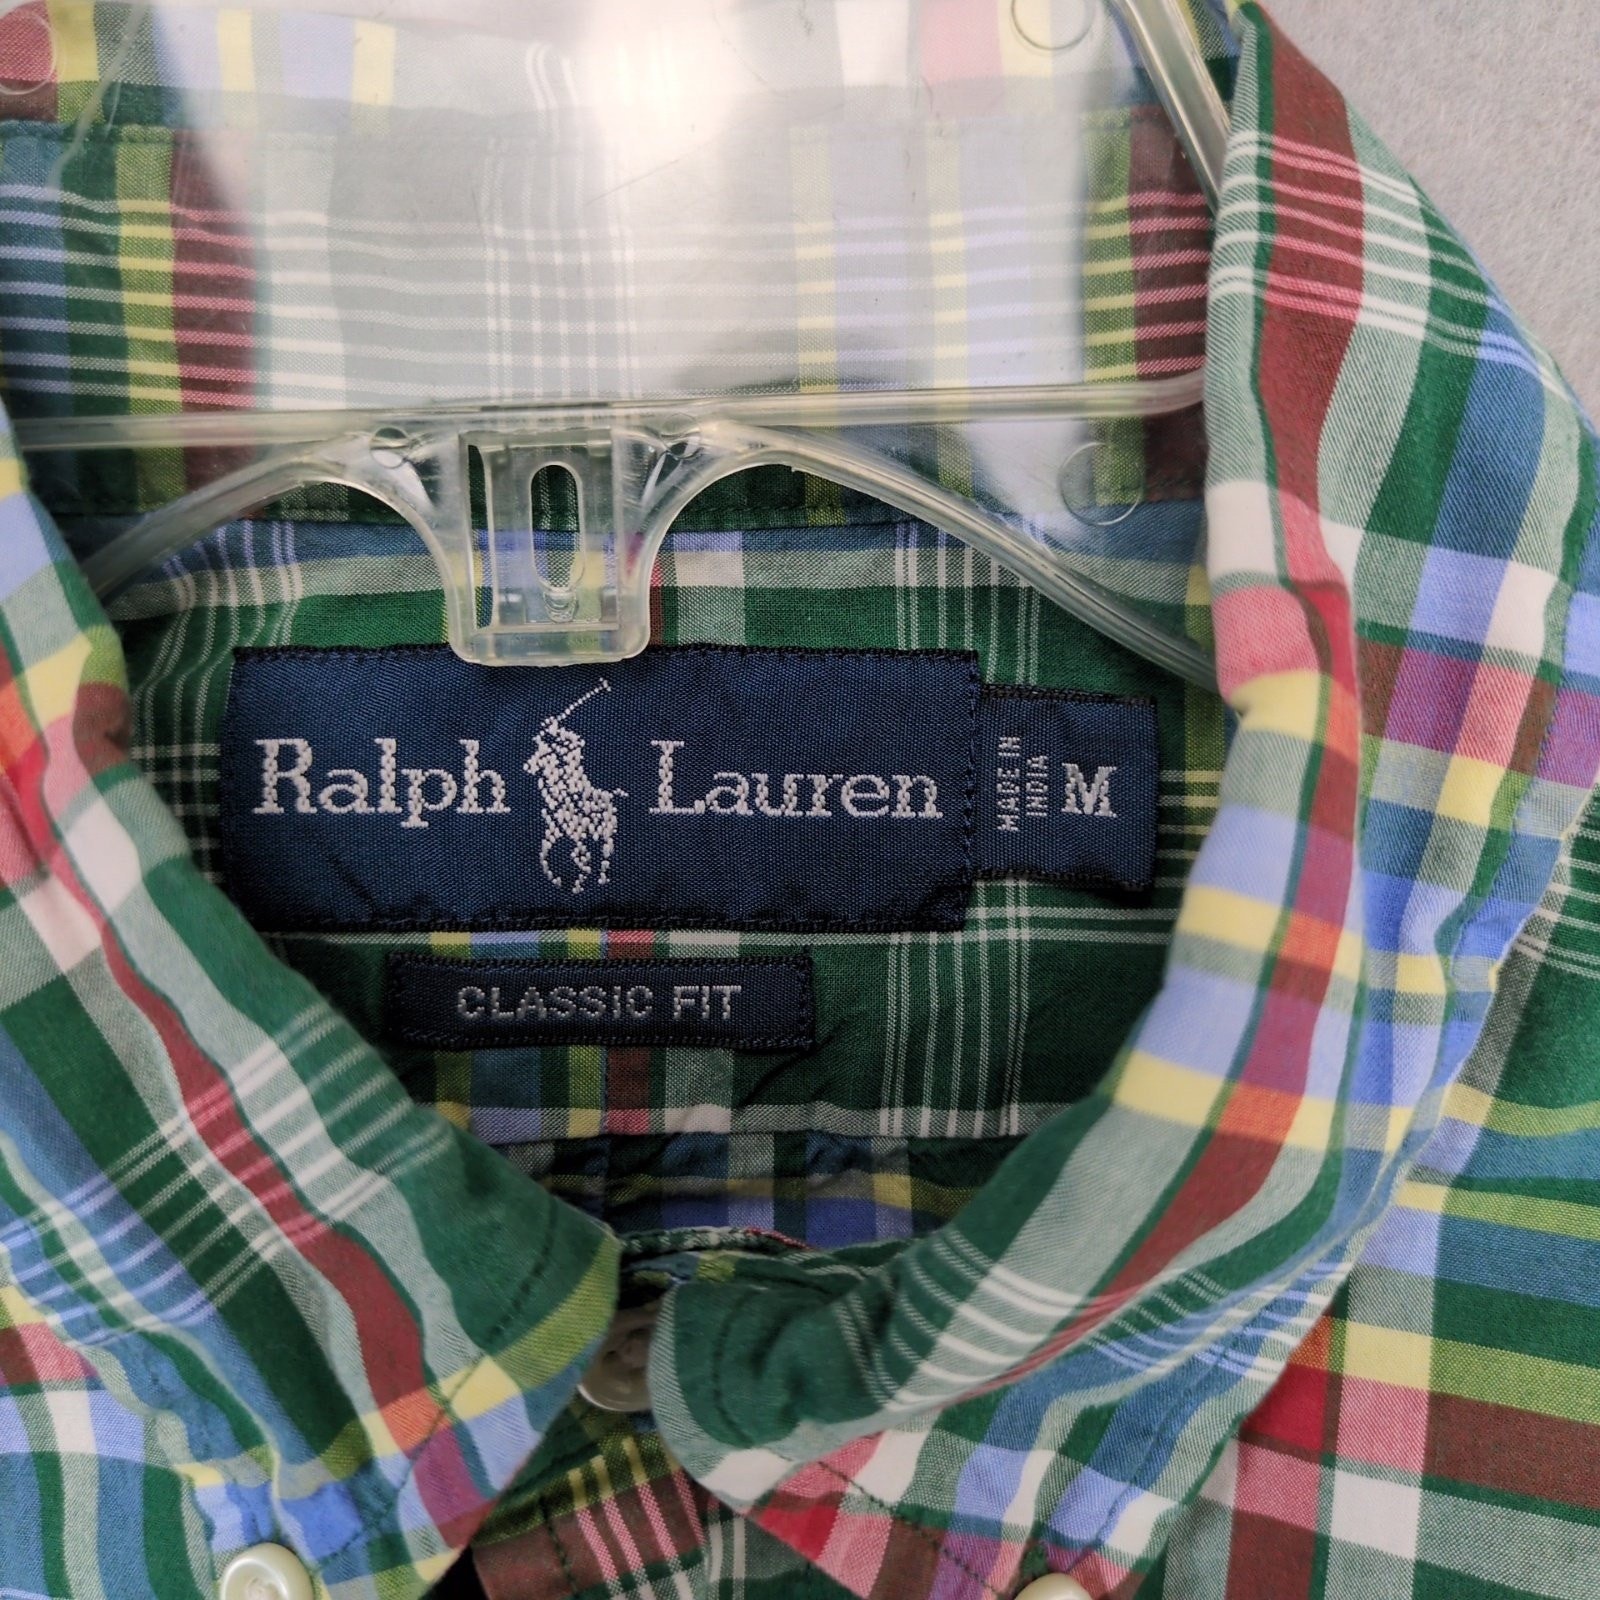 Ralph Lauren
MADE IN
INDIA
M
CLASSIC FIT